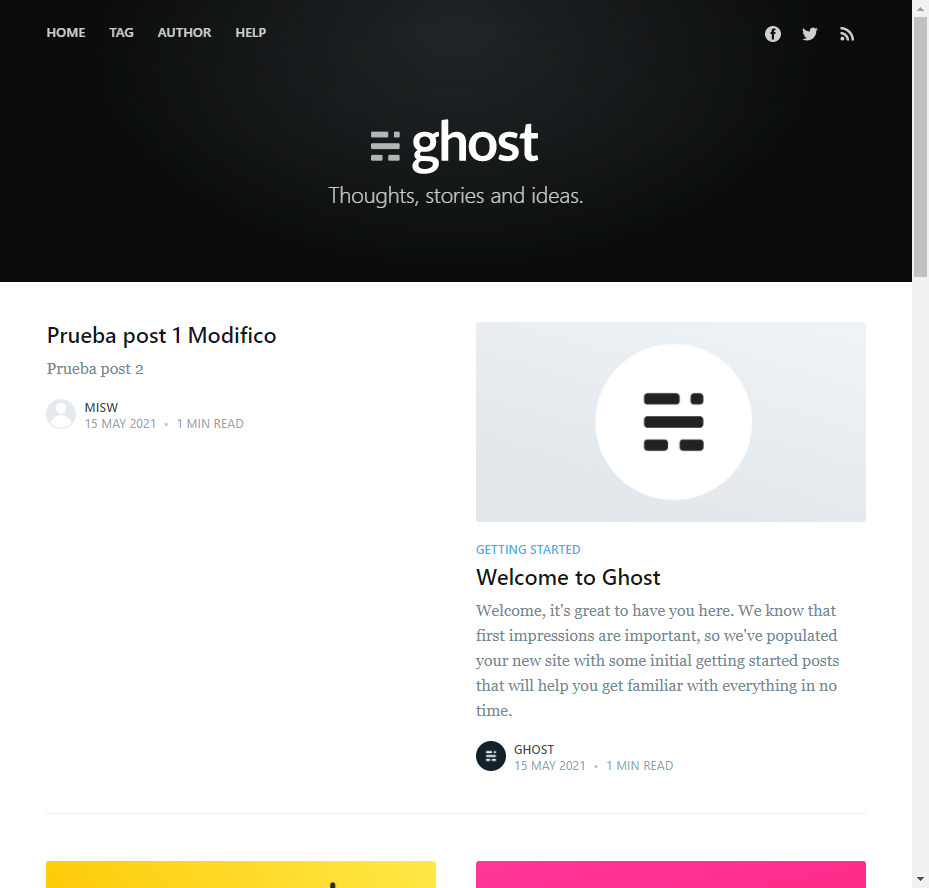 HOME TAG AUTHOR HELP
ghost
Thoughts, stories and ideas.
Prueba post 1 Modifico
Prueba post 2
MISW
15 MAY 2021 • 1 MIN READ
GETTING STARTED
Welcome to Ghost
Welcome, it's great to have you here. We know that
first impressions are important, so we've populated
your new site with some initial getting started posts
that will help you get familiar with everything in no
time.
GHOST
15 MAY 2021 • 1 MIN READ